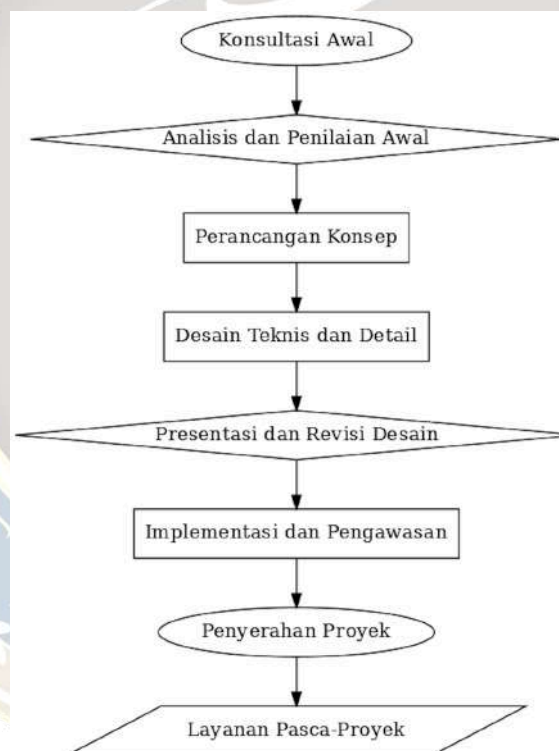 Konsultasi Awal
Analisis dan Penilaian Awal
Perancangan Konsep
Desain Teknis dan Detail
Presentasi dan Revisi Desain
Implementasi dan Pengawasan
Penyerahan Proyek
Layanan Pasca-Proyek